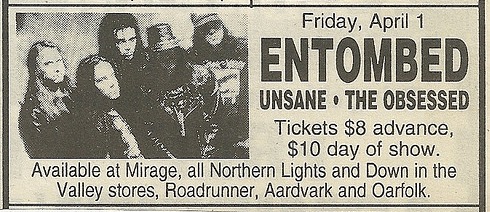 Friday, April 1
ENTOMBED
UNSANE • THE OBSESSED
Tickets $8 advance,
$10 day of show.
Available at Mirage, all Northern Lights and Down in the
Valley stores, Roadrunner, Aardvark and Oarfolk.